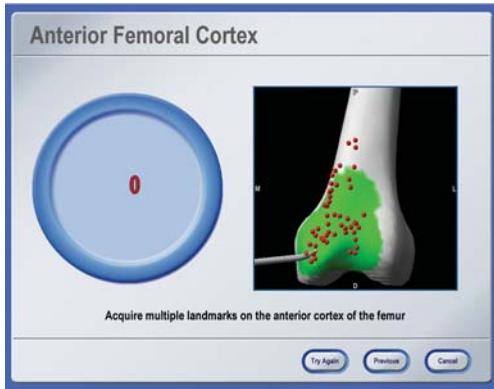 Anterior Femoral Cortex
0
P
M
L
D
Acquire multiple landmarks on the anterior cortex of the femur
Try Again
Previous
Cancel